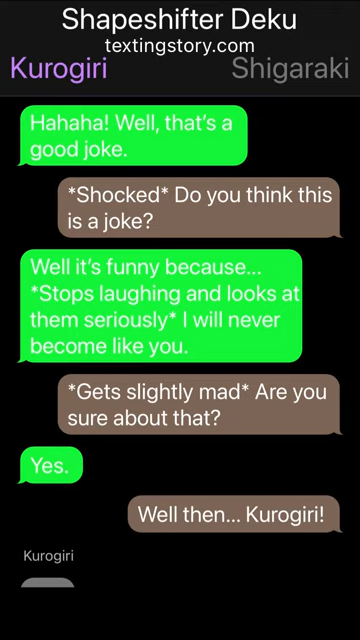 Shapeshifter Deku
textingstory.com
Kurogiri
Shigaraki
Hahaha! Well, that’s a
good joke.
*Shocked* Do you think this
is a joke?
Well it’s funny because...
*Stops laughing and looks at
them seriously* I will never
become like you.
*Gets slightly mad* Are you
sure about that?
Yes.
Well then... Kurogiri!
Kurogiri